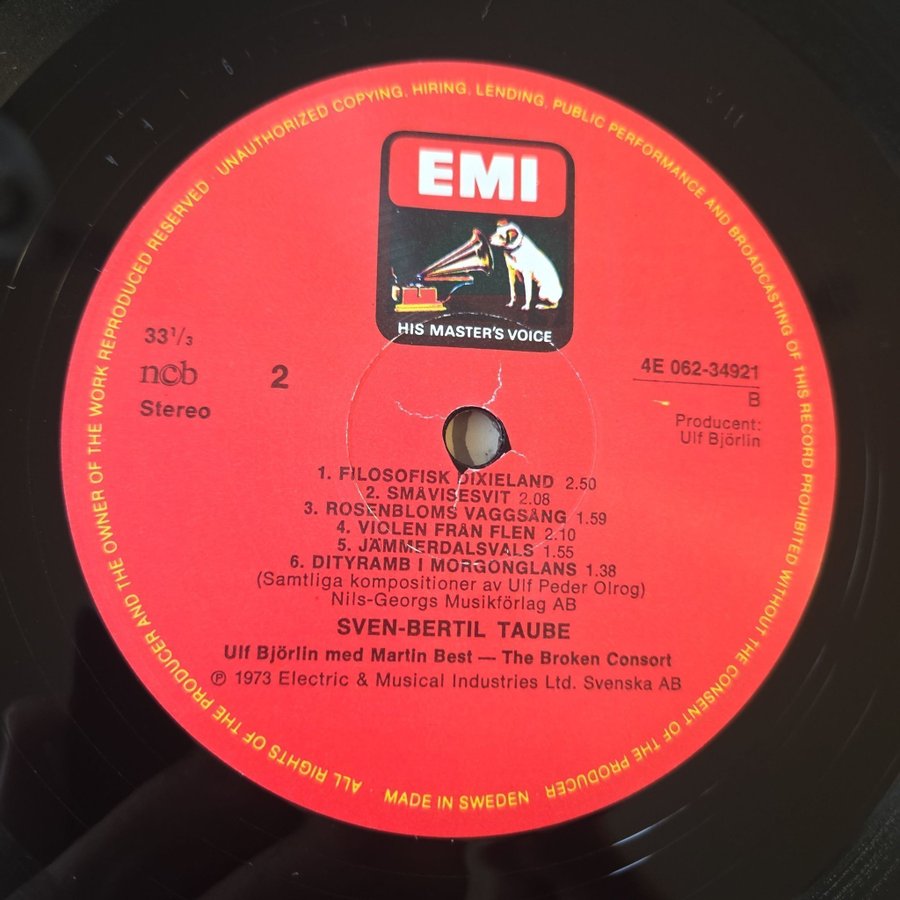 ALL RIGHTS OF THE PRODUCER AND THE OWNER OF THE WORK REPRODUCED RESERVED · UNAUTHORIZED COPYING, HIRING, LENDING, PUBLIC PERFORMANCE AND BROADCASTING OF THIS RECORD PROHIBITED WITHOUT THE CONSENT OF THE PRODUCER
EMI
HIS MASTER'S VOICE
33¹/₃
ncb
Stereo
2
4E 062-34921
B
Producent:
Ulf Björlin
1. FILOSOFISK DIXIELAND 2.50
2. SMÅVISESVIT 2.08
3. ROSENBLOMS VAGGSÅNG 1.59
4. VIOLEN FRÅN FLEN 2.10
5. JÄMMERDALSVALS 1.55
6. DITYRAMB I MORGONGLANS 1.38
(Samtliga kompositioner av Ulf Peder Olrog)
Nils-Georgs Musikförlag AB
SVEN-BERTIL TAUBE
Ulf Björlin med Martin Best — The Broken Consort
℗ 1973 Electric & Musical Industries Ltd. Svenska AB
MADE IN SWEDEN